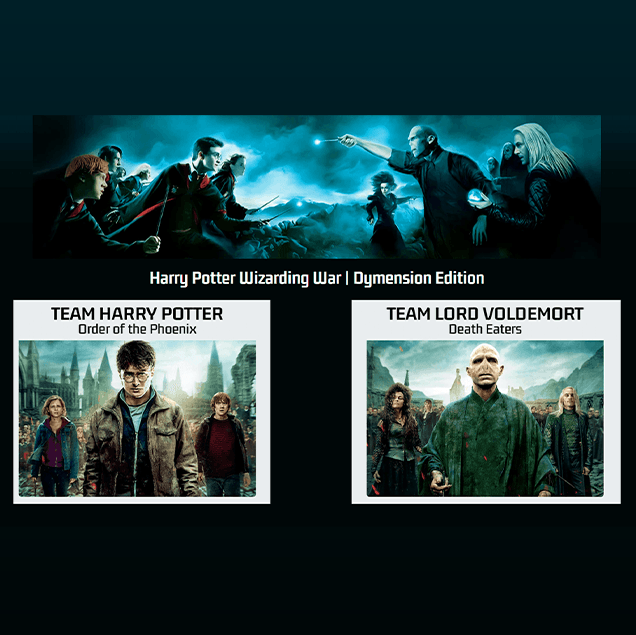 Harry Potter Wizarding War | Dymension Edition
TEAM HARRY POTTER
Order of the Phoenix
TEAM LORD VOLDEMORT
Death Eaters